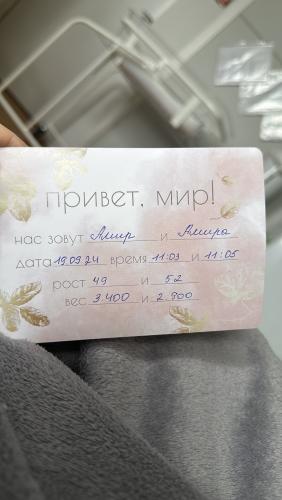 привет, мир!
нас зовут Амир и Амира
дата 19.09.24 время 11:03 и 11:05
рост 49 и 52
вес 3.400 и 2.900